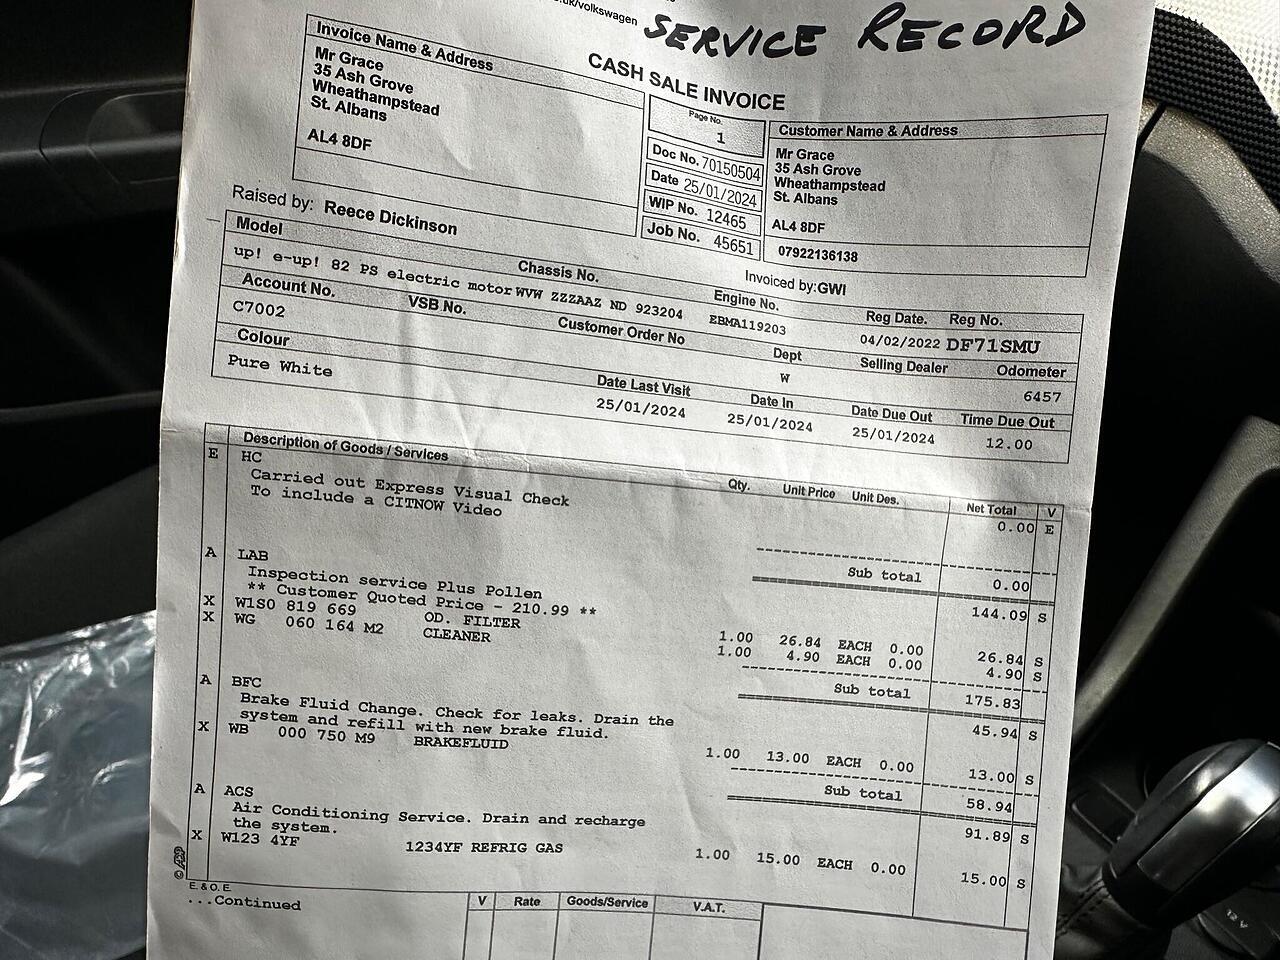 .uk/volkswagen
SERVICE RECORD
CASH SALE INVOICE
Invoice Name & Address
Mr Grace
35 Ash Grove
Wheathampstead
St. Albans
AL4 8DF
Page No.
1
Doc No. 70150504
Date 25/01/2024
WIP No. 12465
Job No. 45651
Customer Name & Address
Mr Grace
35 Ash Grove
Wheathampstead
St. Albans
AL4 8DF
07922136138
Raised by: Reece Dickinson
Invoiced by:GWI
Model Chassis No. Engine No. Reg Date. Reg No.
up! e-up! 82 PS electric motor WVW ZZZAAZ ND 923204 EBMA119203 04/02/2022 DF71SMU
Account No. VSB No. Customer Order No Dept Selling Dealer Odometer
C7002 W 6457
Colour Date Last Visit Date In Date Due Out Time Due Out
Pure White 25/01/2024 25/01/2024 25/01/2024 12.00
Description of Goods / Services Qty. Unit Price Unit Des. Net Total V
E HC 0.00 E
Carried out Express Visual Check
To include a CITNOW Video
Sub total 0.00
A LAB 144.09 S
Inspection service Plus Pollen
** Customer Quoted Price - 210.99 **
X W1S0 819 669 OD. FILTER 1.00 26.84 EACH 0.00 26.84 S
X WG 060 164 M2 CLEANER 1.00 4.90 EACH 0.00 4.90 S
Sub total 175.83
A BFC 45.94 S
Brake Fluid Change. Check for leaks. Drain the
system and refill with new brake fluid.
X WB 000 750 M9 BRAKEFLUID 1.00 13.00 EACH 0.00 13.00 S
Sub total 58.94
A ACS 91.89 S
Air Conditioning Service. Drain and recharge
the system.
X W123 4YF 1234YF REFRIG GAS 1.00 15.00 EACH 0.00 15.00 S
E. & O. E.
...Continued
V Rate Goods/Service V.A.T.
12 V